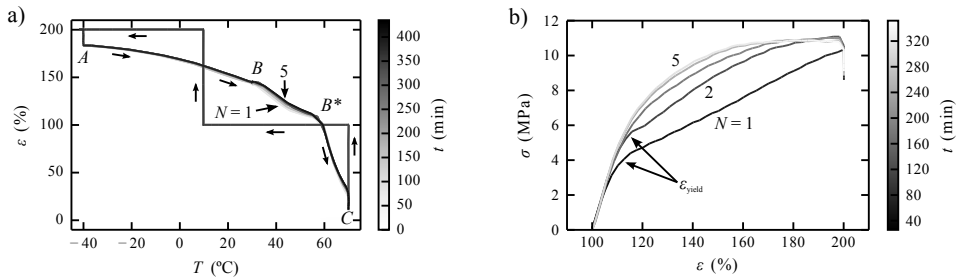 a)
200
150
100
50
0
ε (%)
−40 −20 0 20 40 60
T (ºC)
A
B
5
B*
N = 1
C
400
350
300
250
200
150
100
50
0
t (min)
b)
12
10
8
6
4
2
0
σ (MPa)
100 120 140 160 180 200
ε (%)
5
2
N = 1
εyield
320
280
240
200
160
120
80
40
t (min)